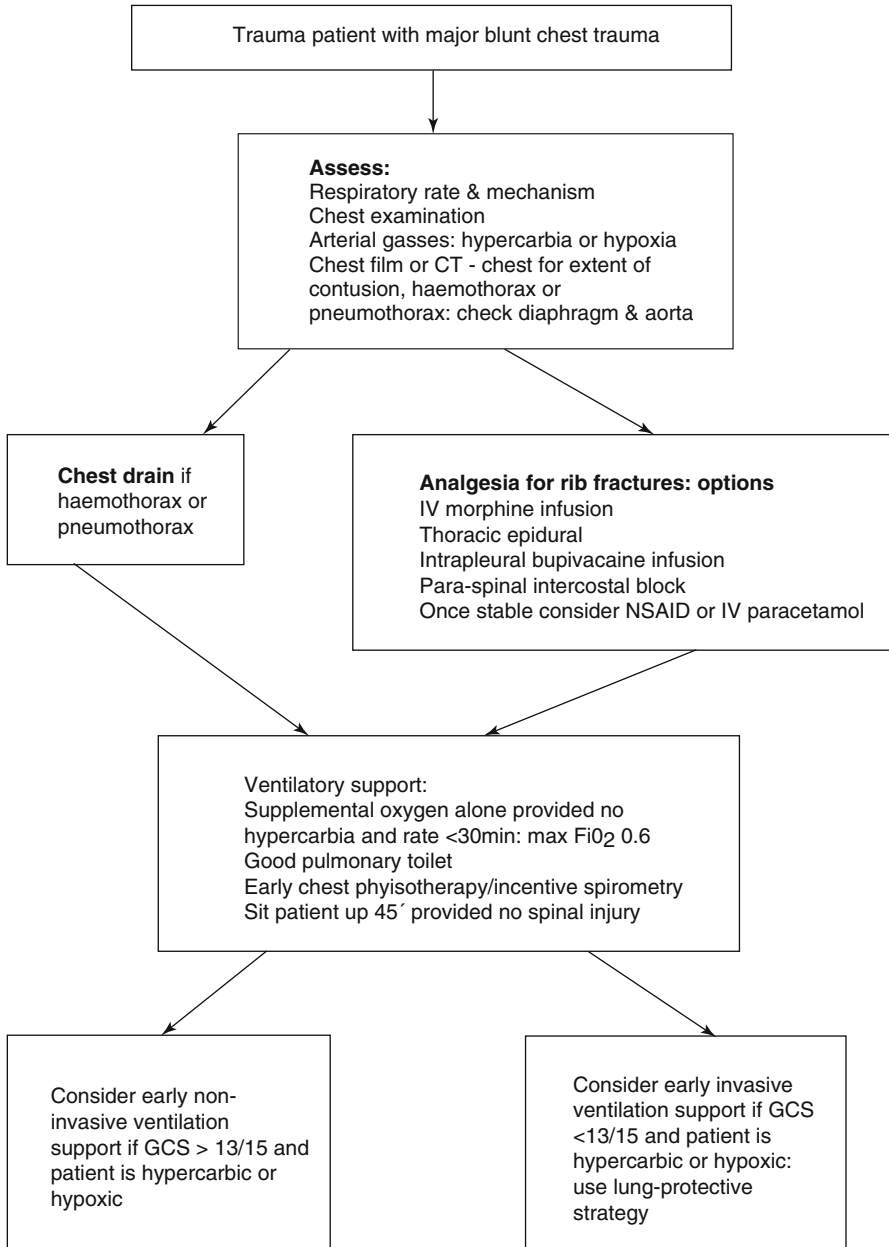 Trauma patient with major blunt chest trauma
Assess:
Respiratory rate & mechanism
Chest examination
Arterial gasses: hypercarbia or hypoxia
Chest film or CT - chest for extent of
contusion, haemothorax or
pneumothorax: check diaphragm & aorta
Chest drain if
haemothorax or
pneumothorax
Analgesia for rib fractures: options
IV morphine infusion
Thoracic epidural
Intrapleural bupivacaine infusion
Para-spinal intercostal block
Once stable consider NSAID or IV paracetamol
Ventilatory support:
Supplemental oxygen alone provided no
hypercarbia and rate <30min: max Fi0₂ 0.6
Good pulmonary toilet
Early chest phyisotherapy/incentive spirometry
Sit patient up 45´ provided no spinal injury
Consider early non-
invasive ventilation
support if GCS > 13/15 and
patient is hypercarbic or
hypoxic
Consider early invasive
ventilation support if GCS
<13/15 and patient is
hypercarbic or hypoxic:
use lung-protective
strategy